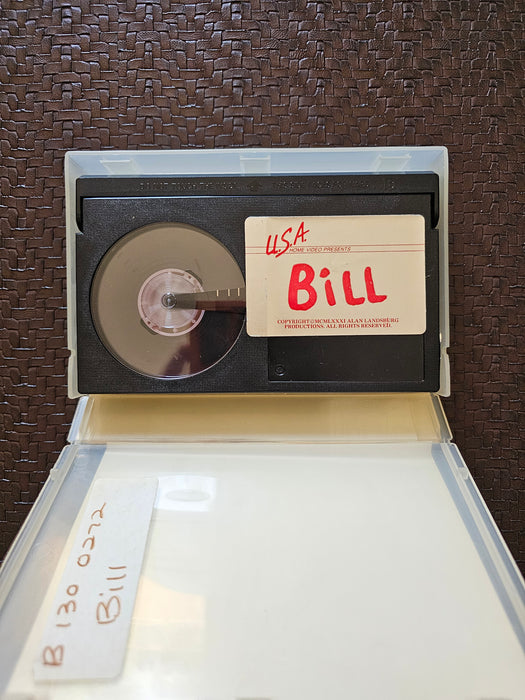 U.S.A.
HOME VIDEO PRESENTS
BiLL
COPYRIGHT © MCMLXXXI ALAN LANDSBURG
PRODUCTIONS. ALL RIGHTS RESERVED.
B 130 0272
Bill